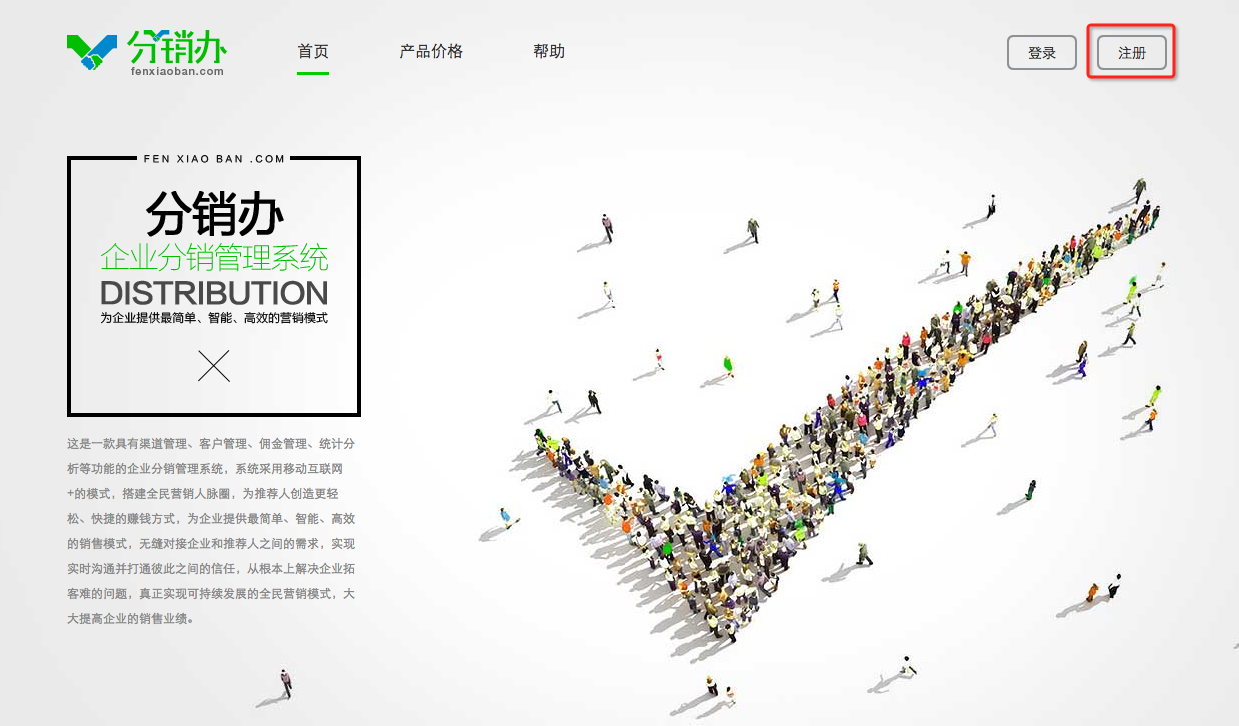 分销办
fenxiaoban.com
首页
产品价格
帮助
登录
注册
FEN XIAO BAN .COM
分销办
企业分销管理系统
DISTRIBUTION
为企业提供最简单、智能、高效的营销模式
这是一款具有渠道管理、客户管理、佣金管理、统计分
析等功能的企业分销管理系统，系统采用移动互联网
+的模式，搭建全民营销人脉圈，为推荐人创造更轻
松、快捷的赚钱方式，为企业提供最简单、智能、高效
的销售模式，无缝对接企业和推荐人之间的需求，实现
实时沟通并打通彼此之间的信任，从根本上解决企业拓
客难的问题，真正实现可持续发展的全民营销模式，大
大提高企业的销售业绩。